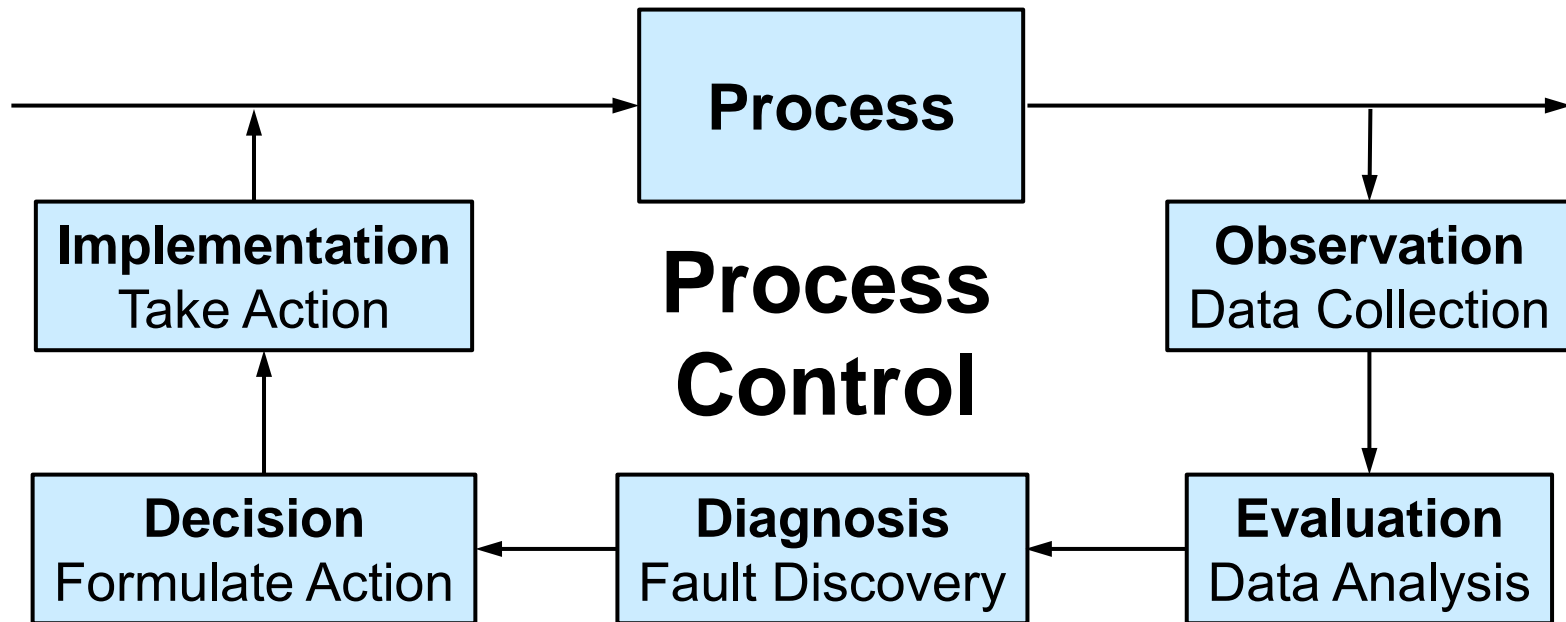 Process
Implementation
Take Action
Process
Control
Observation
Data Collection
Decision
Formulate Action
Diagnosis
Fault Discovery
Evaluation
Data Analysis